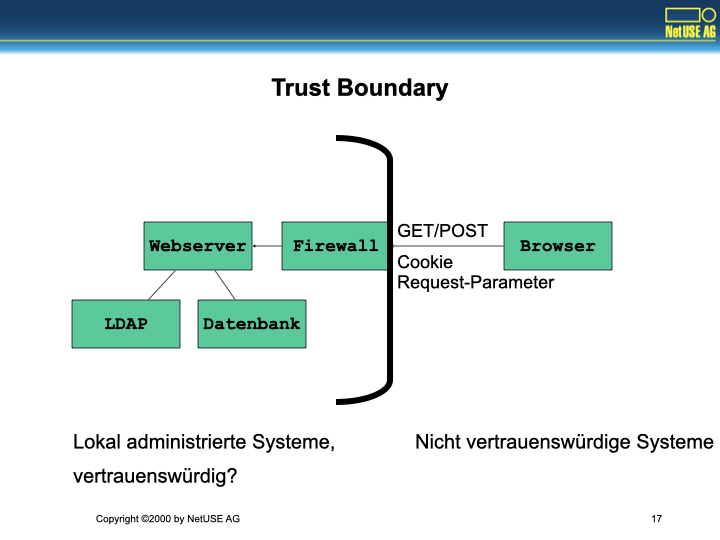 NetUSE AG
Trust Boundary
Webserver
Firewall
GET/POST
Browser
Cookie
Request-Parameter
LDAP
Datenbank
Lokal administrierte Systeme,
vertrauenswürdig?
Nicht vertrauenswürdige Systeme
Copyright ©2000 by NetUSE AG
17